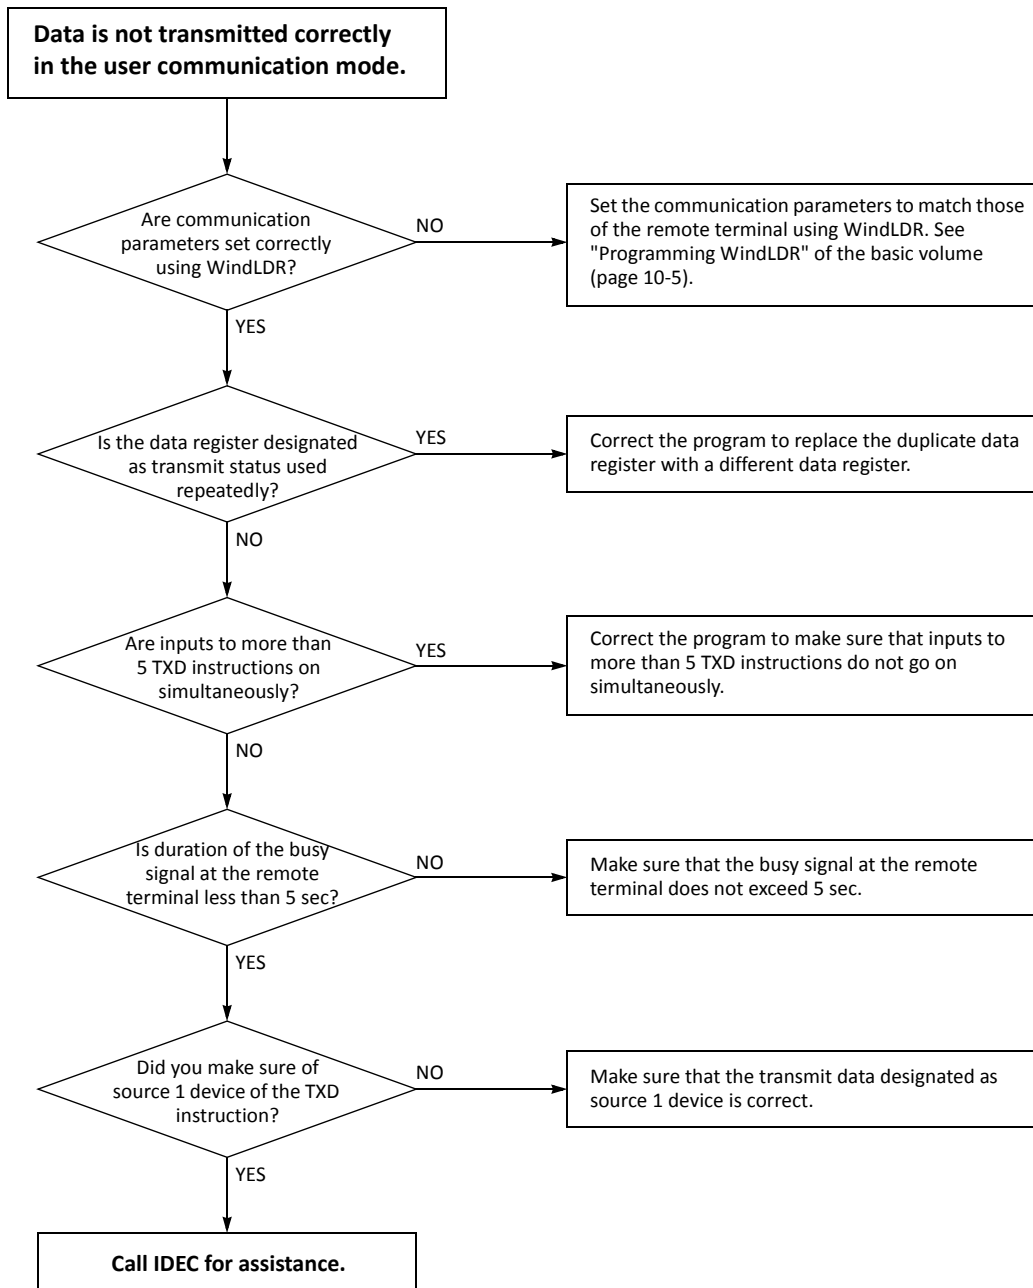 Data is not transmitted correctly
in the user communication mode.
Are communication
parameters set correctly
using WindLDR?
NO
Set the communication parameters to match those
of the remote terminal using WindLDR. See
"Programming WindLDR" of the basic volume
(page 10-5).
YES
Is the data register designated
as transmit status used
repeatedly?
YES
Correct the program to replace the duplicate data
register with a different data register.
NO
Are inputs to more than
5 TXD instructions on
simultaneously?
YES
Correct the program to make sure that inputs to
more than 5 TXD instructions do not go on
simultaneously.
NO
Is duration of the busy
signal at the remote
terminal less than 5 sec?
NO
Make sure that the busy signal at the remote
terminal does not exceed 5 sec.
YES
Did you make sure of
source 1 device of the TXD
instruction?
NO
Make sure that the transmit data designated as
source 1 device is correct.
YES
Call IDEC for assistance.